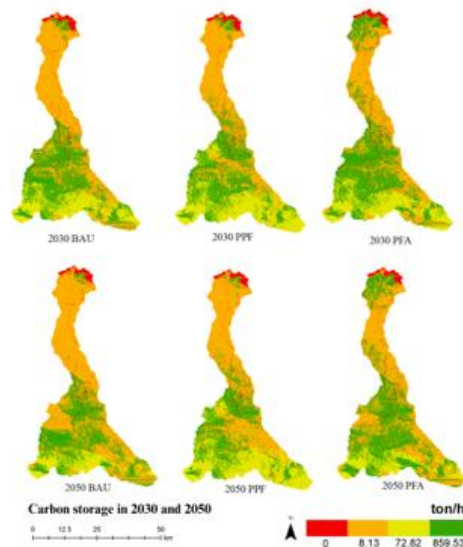 2030 BAU
2030 PPF
2030 PFA
2050 BAU
2050 PPF
2050 PFA
Carbon storage in 2030 and 2050
ton/h
0 12.5 25 50
km
0 8.13 72.82 859.53